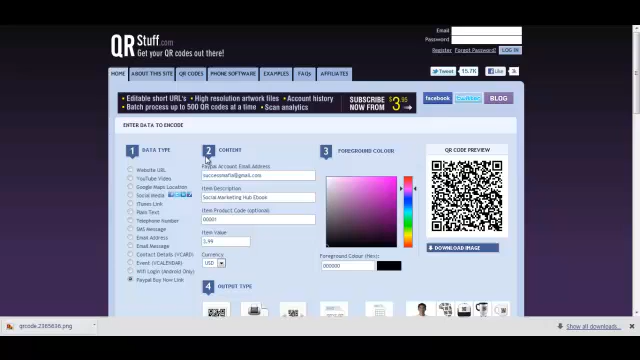 QR Stuff.com
Get your QR codes out there!
Email
Password
Register Forgot Password? LOG IN
HOME ABOUT THIS SITE QR CODES PHONE SOFTWARE EXAMPLES FAQs AFFILIATES
Tweet 15.7K Like 3k
• Editable short URL's • High resolution artwork files • Account history
• Batch process up to 500 QR codes at a time • Scan analytics
SUBSCRIBE NOW FROM $3.95
facebook twitter BLOG
ENTER DATA TO ENCODE
1 DATA TYPE
Website URL
YouTube Video
Google Maps Location
Social Media
iTunes Link
Plain Text
Telephone Number
SMS Message
Email Address
Email Message
Contact Details (VCARD)
Event (VCALENDAR)
Wifi Login (Android Only)
Paypal Buy Now Link
2 CONTENT
Paypal Account Email Address
successmafia@gmail.com
Item Description
Social Marketing Hub Ebook
Item Product Code (optional)
00001
Item Value
3.99
Currency
USD
3 FOREGROUND COLOUR
Foreground Colour (Hex):
000000
QR CODE PREVIEW
DOWNLOAD IMAGE
4 OUTPUT TYPE
qrcode.2385636.png
Show all downloads...